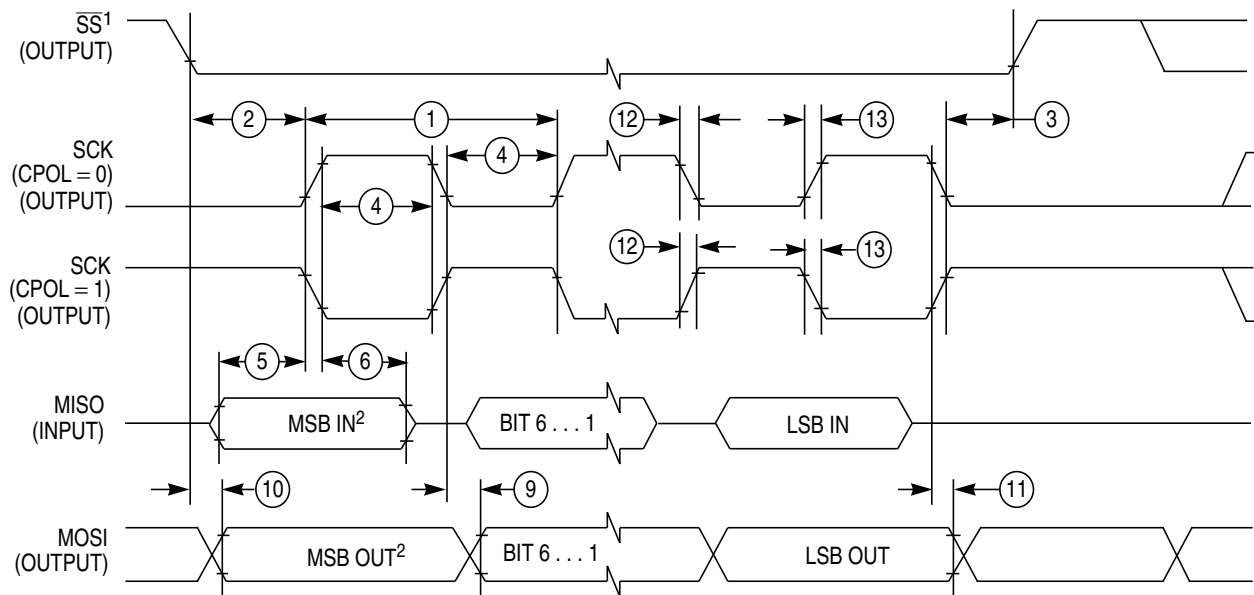 SS¹
(OUTPUT)
2
1
12
13
3
SCK
(CPOL = 0)
(OUTPUT)
4
4
SCK
(CPOL = 1)
(OUTPUT)
12
13
5
6
MISO
(INPUT)
MSB IN²
BIT 6 . . . 1
LSB IN
10
9
11
MOSI
(OUTPUT)
MSB OUT²
BIT 6 . . . 1
LSB OUT